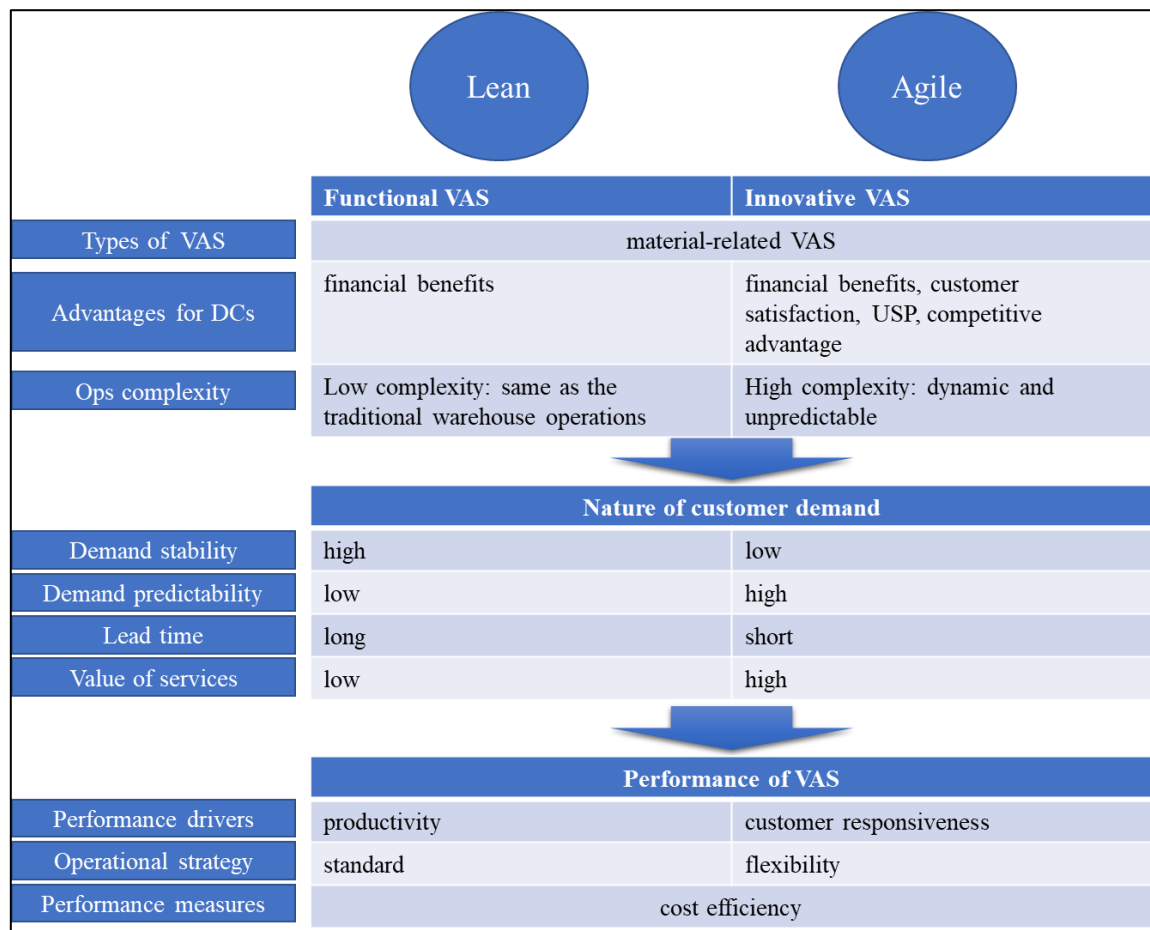 Lean
Agile
Functional VAS
Innovative VAS
Types of VAS
material-related VAS
Advantages for DCs
financial benefits
financial benefits, customer
satisfaction, USP, competitive
advantage
Ops complexity
Low complexity: same as the
traditional warehouse operations
High complexity: dynamic and
unpredictable
Nature of customer demand
Demand stability
high
low
Demand predictability
low
high
Lead time
long
short
Value of services
low
high
Performance of VAS
Performance drivers
productivity
customer responsiveness
Operational strategy
standard
flexibility
Performance measures
cost efficiency